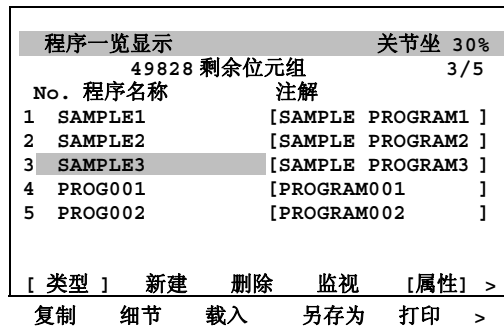 程序一览显示 关节坐 30%
49828 剩余位元组 3/5
No. 程序名称 注解
1 SAMPLE1 [SAMPLE PROGRAM1 ]
2 SAMPLE2 [SAMPLE PROGRAM2 ]
3 SAMPLE3 [SAMPLE PROGRAM3 ]
4 PROG001 [PROGRAM001 ]
5 PROG002 [PROGRAM002 ]
[ 类型 ] 新建 删除 监视 [属性] >
复制 细节 载入 另存为 打印 >